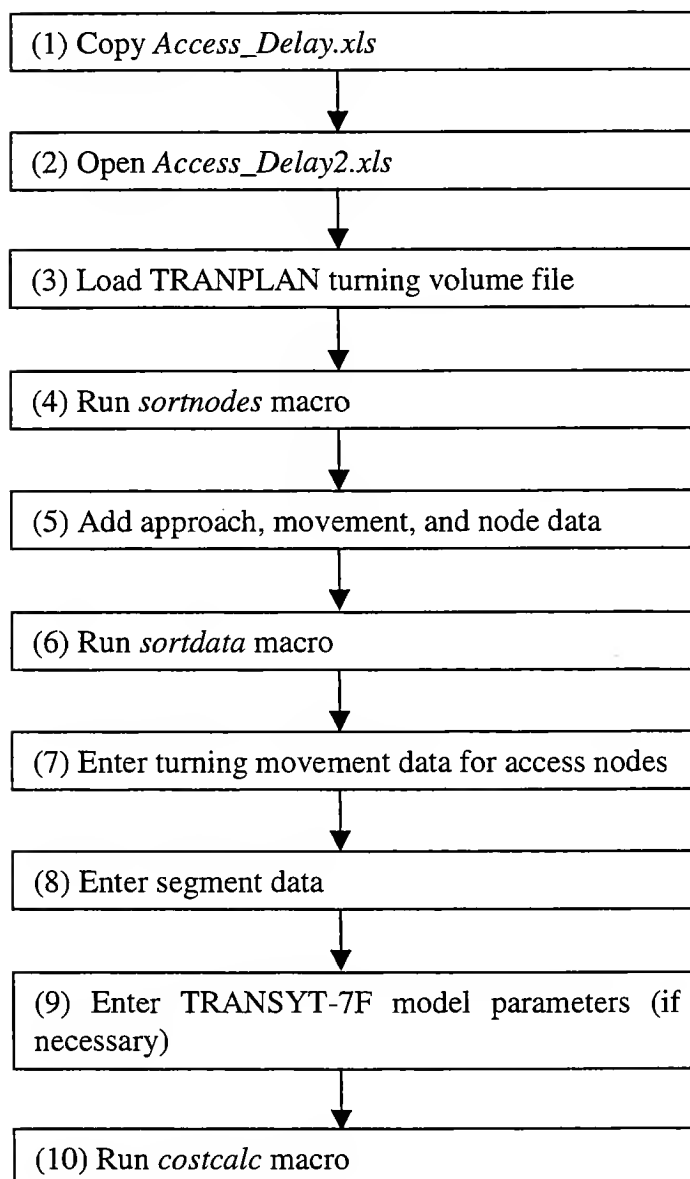 (1) Copy Access_Delay.xls
(2) Open Access_Delay2.xls
(3) Load TRANPLAN turning volume file
(4) Run sortnodes macro
(5) Add approach, movement, and node data
(6) Run sortdata macro
(7) Enter turning movement data for access nodes
(8) Enter segment data
(9) Enter TRANSYT-7F model parameters (if
necessary)
(10) Run costcalc macro